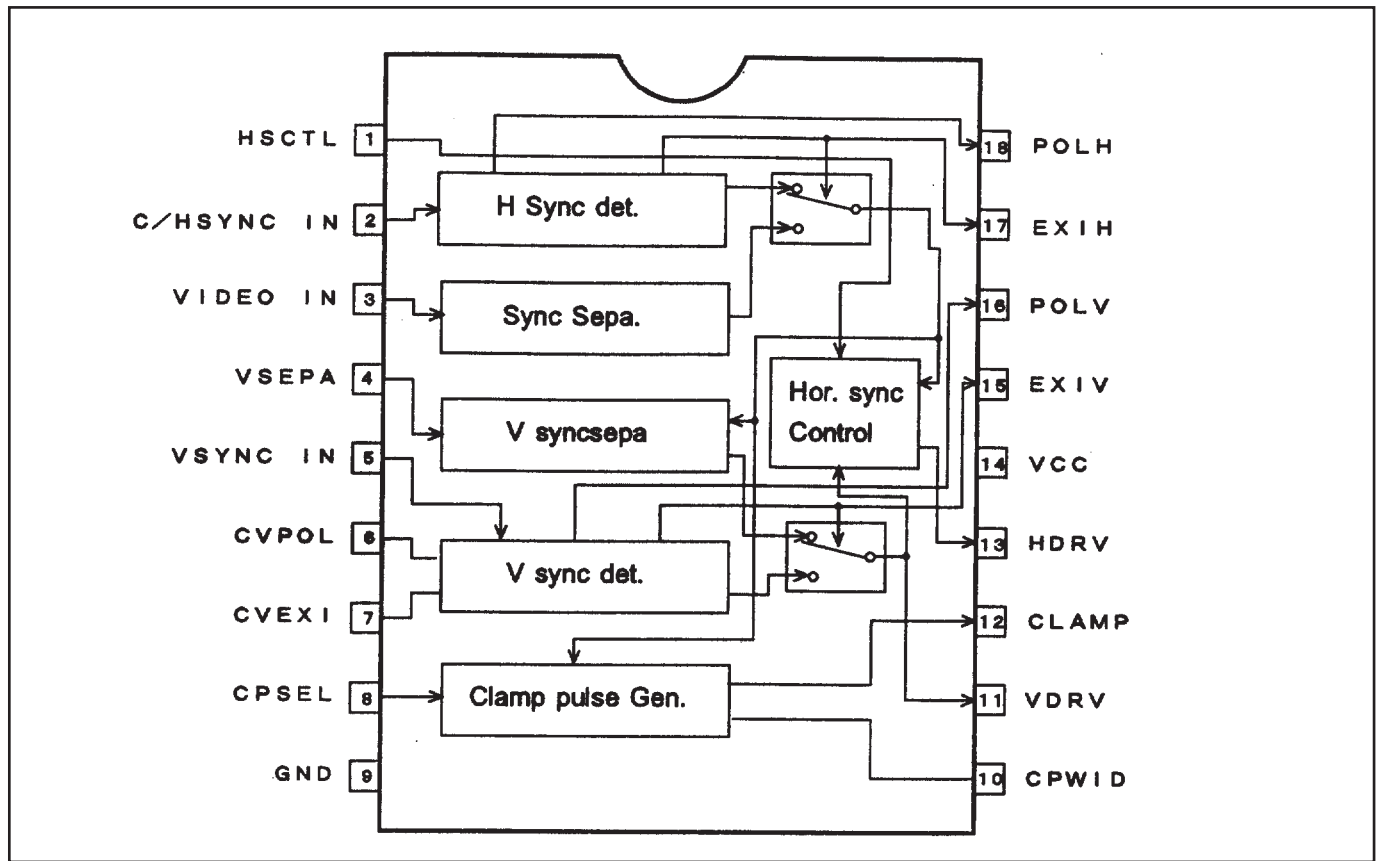 HSCTL 1
C/HSYNC IN 2
VIDEO IN 3
VSEPA 4
VSYNC IN 5
CVPOL 6
CVEXI 7
CPSEL 8
GND 9
H Sync det.
Sync Sepa.
V syncsepa
V sync det.
Clamp pulse Gen.
Hor. sync
Control
18 POLH
17 EXIH
16 POLV
15 EXIV
14 VCC
13 HDRV
12 CLAMP
11 VDRV
10 CPWID